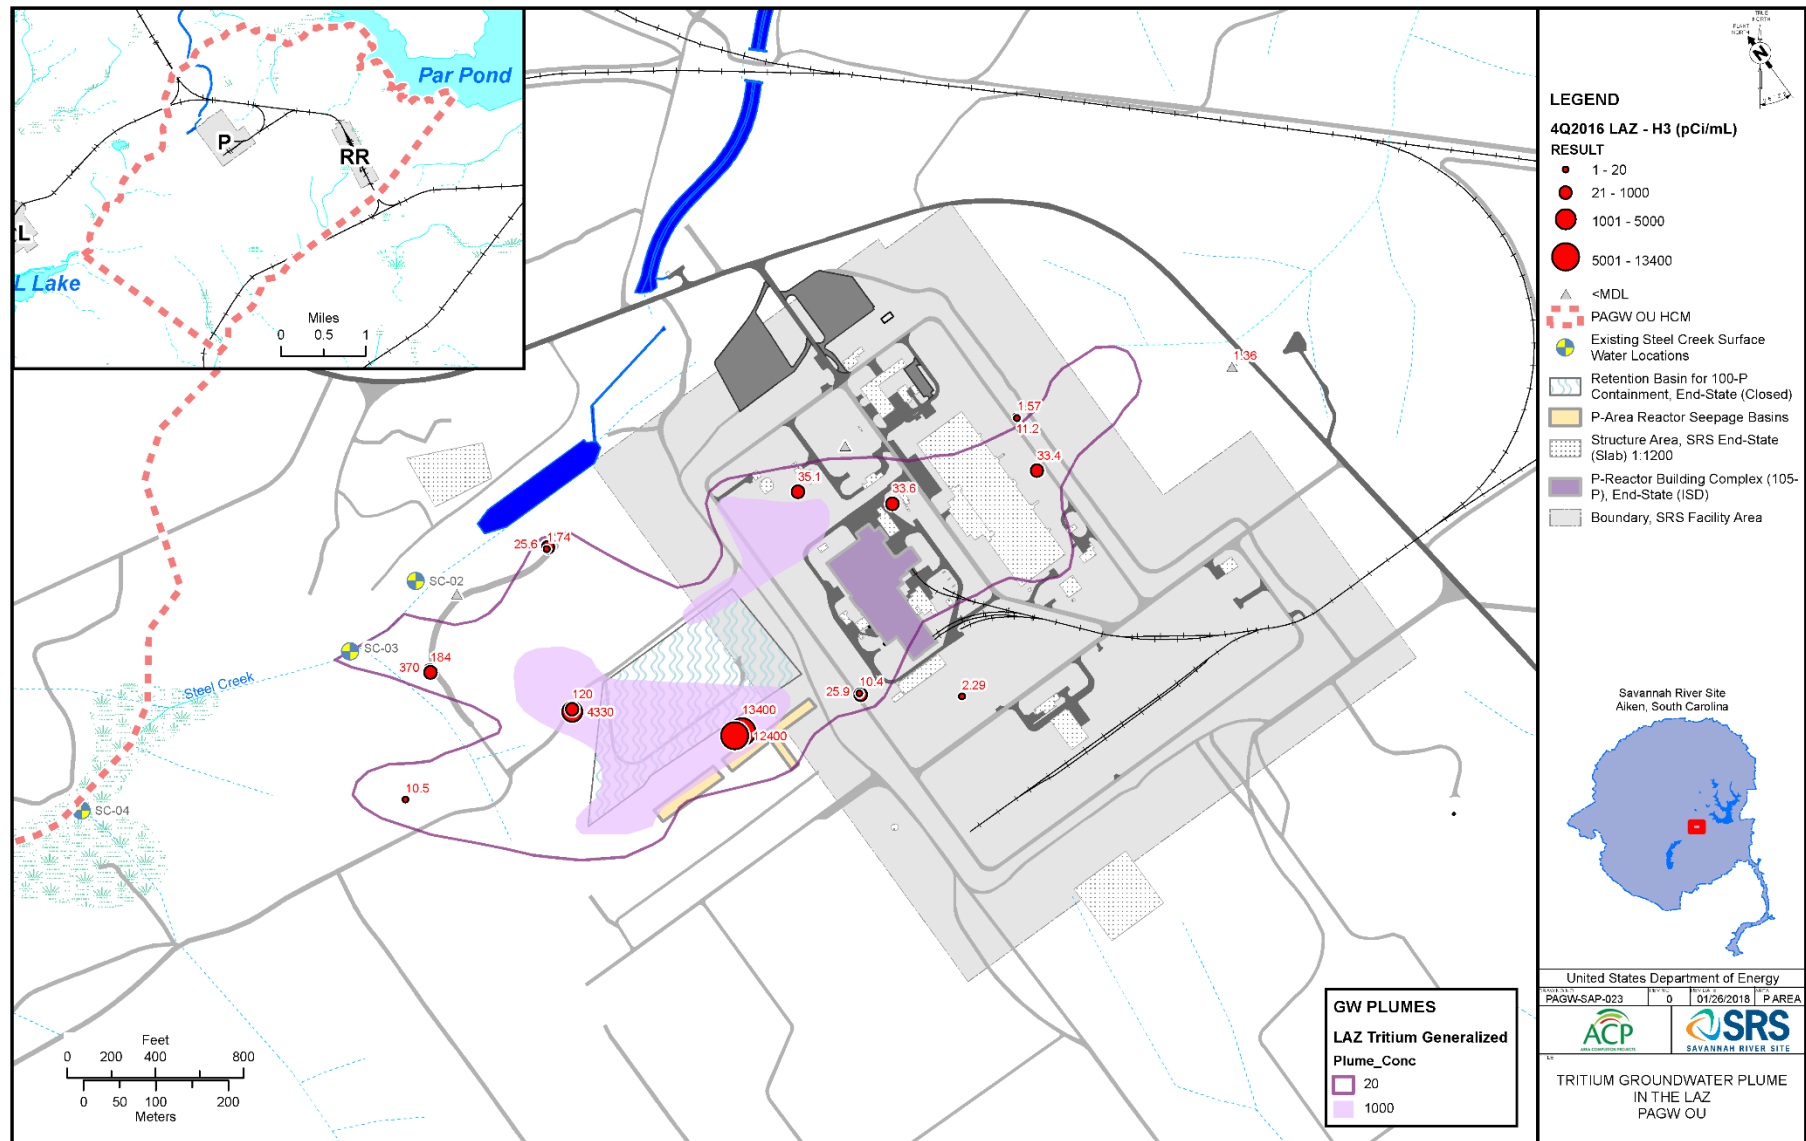 Par Pond
P
RR
L
L Lake
Miles
0 0.5 1
1.36
1.57
11.2
33.4
35.1
33.6
25.6
1.74
SC-02
SC-03
184
370
Steel Creek
120
4330
13400
12400
25.9
10.4
2.29
10.5
SC-04
Feet
0 200 400 800
0 50 100 200
Meters
GW PLUMES
LAZ Tritium Generalized
Plume_Conc
20
1000
TRUE
NORTH
PLANT
NORTH
N
LEGEND
4Q2016 LAZ - H3 (pCi/mL)
RESULT
1 - 20
21 - 1000
1001 - 5000
5001 - 13400
<MDL
PAGW OU HCM
Existing Steel Creek Surface
Water Locations
Retention Basin for 100-P
Containment, End-State (Closed)
P-Area Reactor Seepage Basins
Structure Area, SRS End-State
(Slab) 1:1200
P-Reactor Building Complex (105-
P), End-State (ISD)
Boundary, SRS Facility Area
Savannah River Site
Aiken, South Carolina
United States Department of Energy
PAGW-SAP-023 0 01/26/2018 P AREA
ACP
AREA COMPLETION PROJECTS
SRS
SAVANNAH RIVER SITE
TRITIUM GROUNDWATER PLUME
IN THE LAZ
PAGW OU